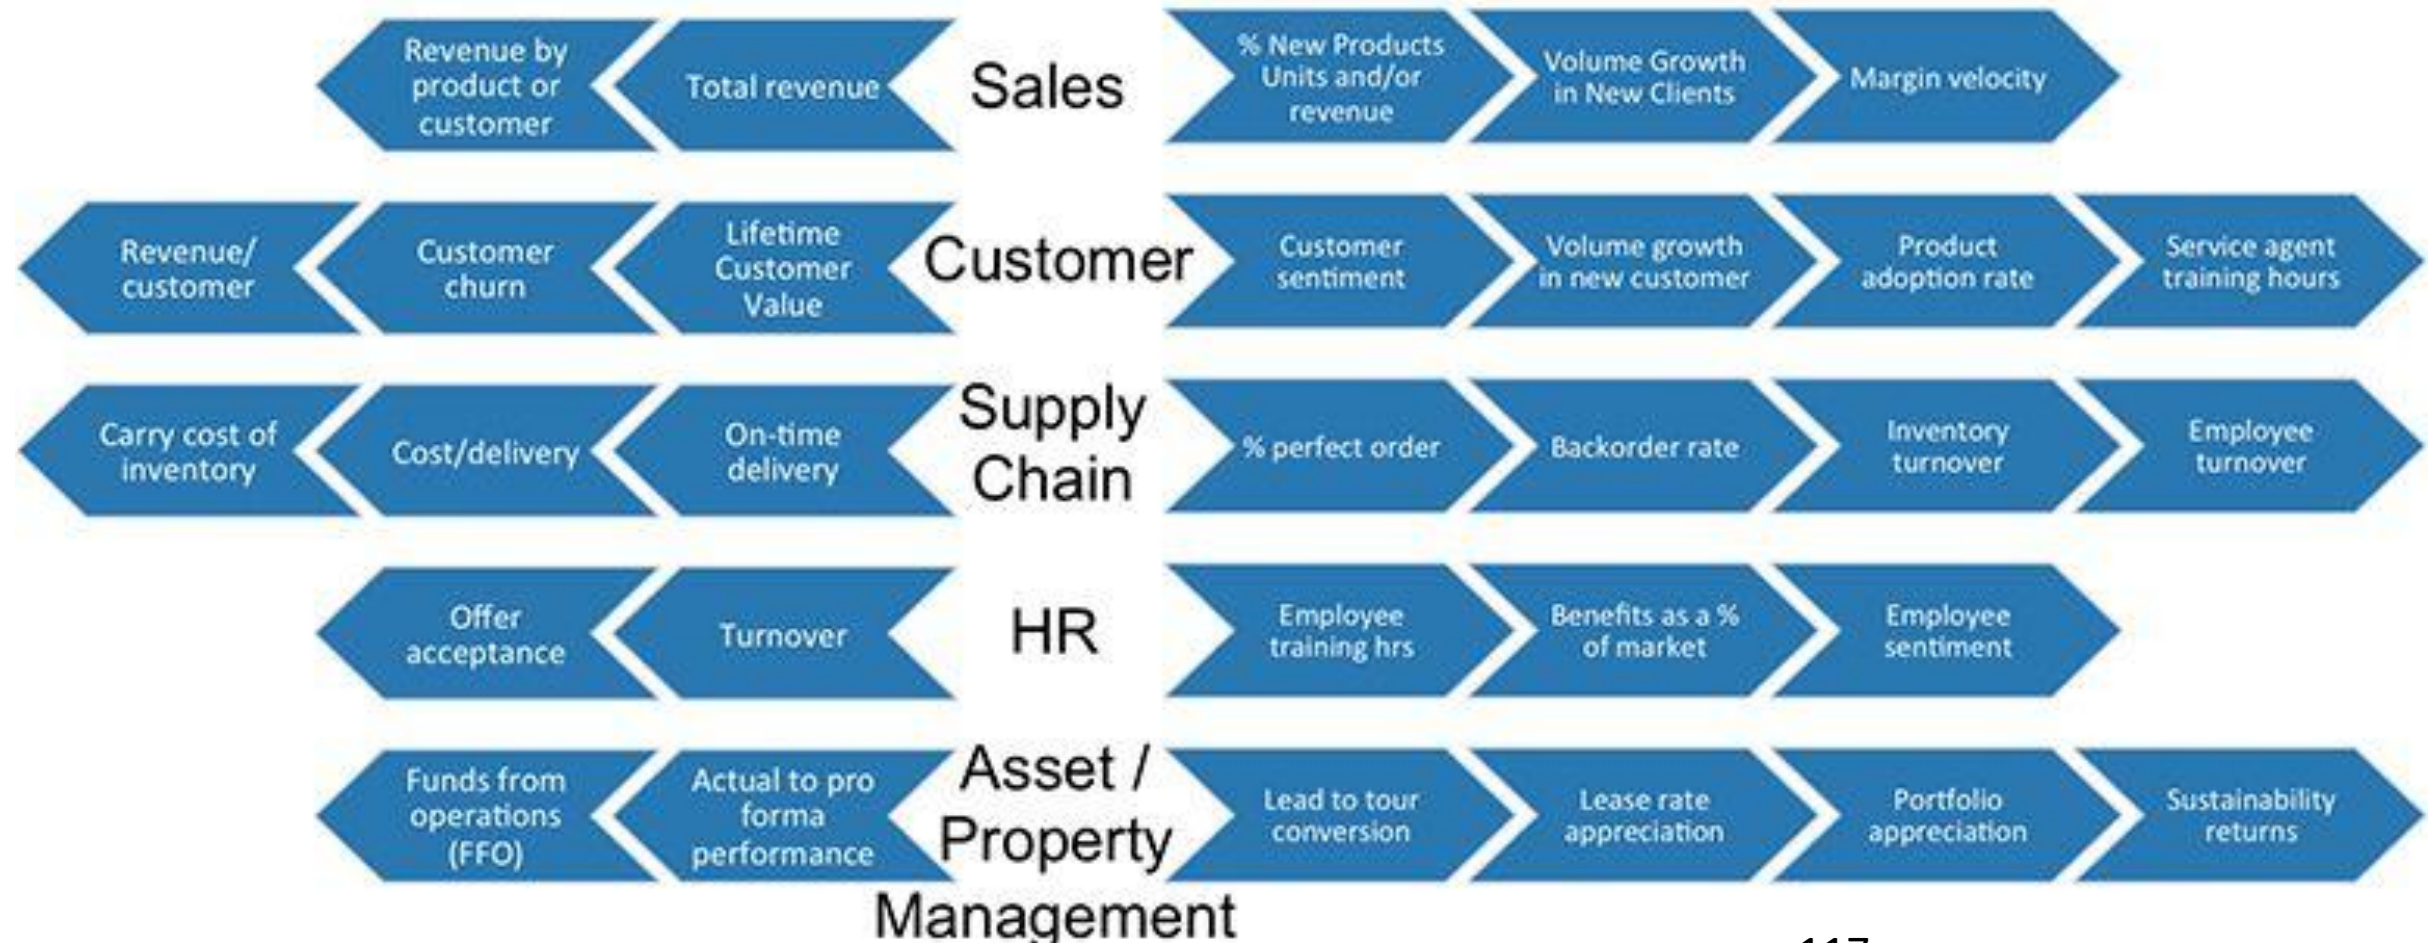 Revenue by
product or
customer
Total revenue
Sales
% New Products
Units and/or
revenue
Volume Growth
in New Clients
Margin velocity
Revenue/
customer
Customer
churn
Lifetime
Customer
Value
Customer
Customer
sentiment
Volume growth
in new customer
Product
adoption rate
Service agent
training hours
Carry cost of
inventory
Cost/delivery
On-time
delivery
Supply
Chain
% perfect order
Backorder rate
Inventory
turnover
Employee
turnover
Offer
acceptance
Turnover
HR
Employee
training hrs
Benefits as a %
of market
Employee
sentiment
Funds from
operations
(FFO)
Actual to pro
forma
performance
Asset /
Property
Management
Lead to tour
conversion
Lease rate
appreciation
Portfolio
appreciation
Sustainability
returns
117